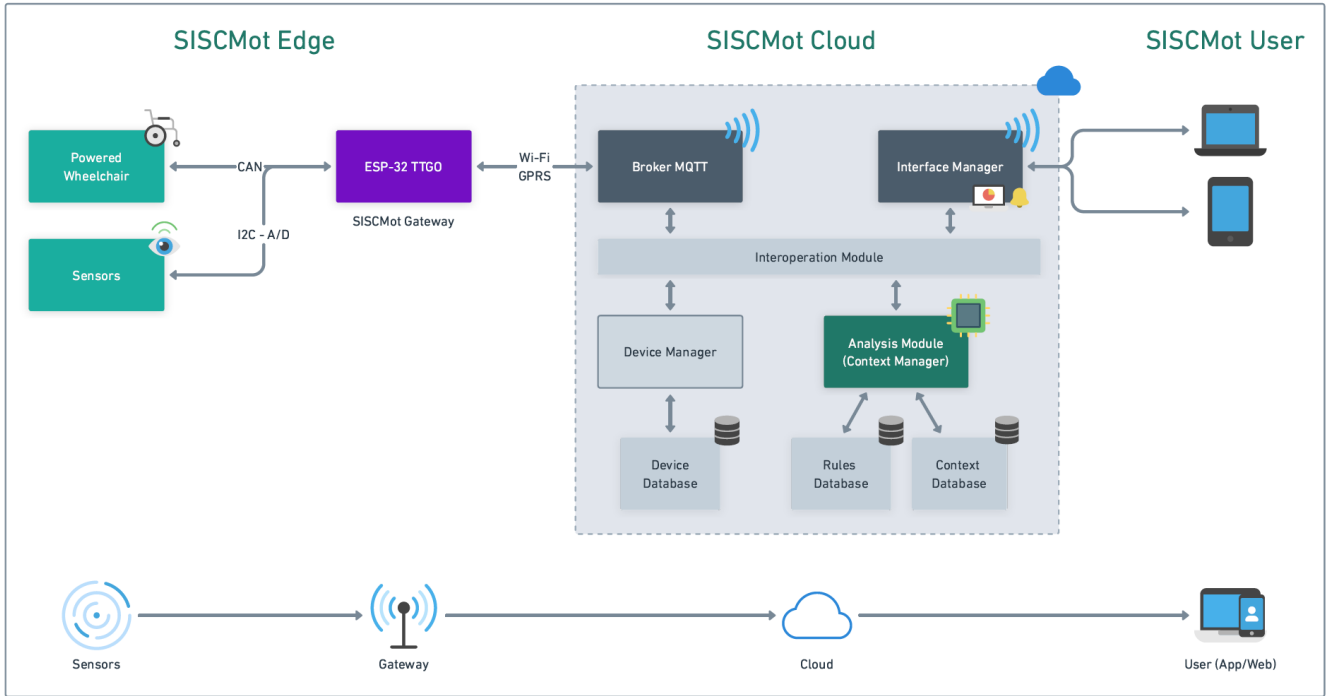 SISCMot Edge
SISCMot Cloud
SISCMot User
Powered
Wheelchair
CAN
ESP-32 TTGO
SISCMot Gateway
Wi-Fi
GPRS
Broker MQTT
Interface Manager
Sensors
I2C - A/D
Interoperation Module
Device Manager
Analysis Module
(Context Manager)
Device
Database
Rules
Database
Context
Database
Sensors
Gateway
Cloud
User (App/Web)